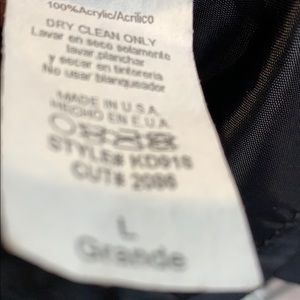 100%Acrylic/Acrilico
DRY CLEAN ONLY
Lavar en seco solamente
lavar, planchar
y secar en tintoreria
No usar blanqueador
MADE IN U.S.A.
HECHO EN E.U.A.
STYLE# KD918
CUT# 2086
L
Grande